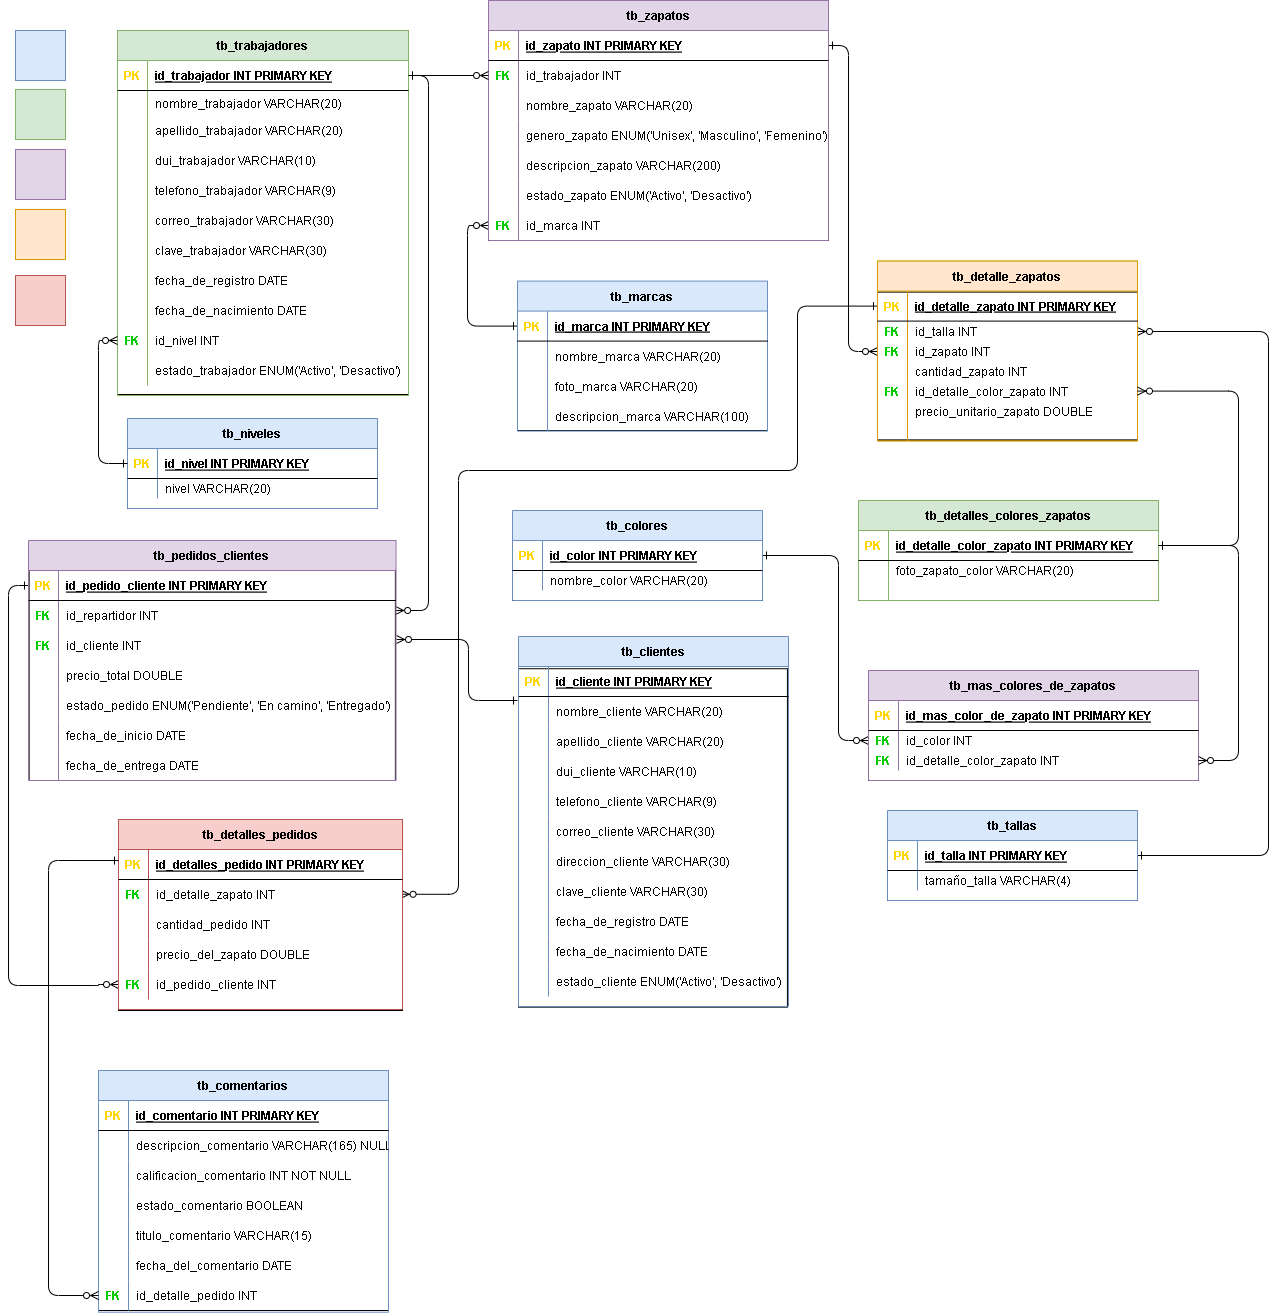 tb_trabajadores
PK id_trabajador INT PRIMARY KEY
nombre_trabajador VARCHAR(20)
apellido_trabajador VARCHAR(20)
dui_trabajador VARCHAR(10)
telefono_trabajador VARCHAR(9)
correo_trabajador VARCHAR(30)
clave_trabajador VARCHAR(30)
fecha_de_registro DATE
fecha_de_nacimiento DATE
FK id_nivel INT
estado_trabajador ENUM('Activo', 'Desactivo')
tb_zapatos
PK id_zapato INT PRIMARY KEY
FK id_trabajador INT
nombre_zapato VARCHAR(20)
genero_zapato ENUM('Unisex', 'Masculino', 'Femenino')
descripcion_zapato VARCHAR(200)
estado_zapato ENUM('Activo', 'Desactivo')
FK id_marca INT
tb_marcas
PK id_marca INT PRIMARY KEY
nombre_marca VARCHAR(20)
foto_marca VARCHAR(20)
descripcion_marca VARCHAR(100)
tb_detalle_zapatos
PK id_detalle_zapato INT PRIMARY KEY
FK id_talla INT
FK id_zapato INT
cantidad_zapato INT
FK id_detalle_color_zapato INT
precio_unitario_zapato DOUBLE
tb_niveles
PK id_nivel INT PRIMARY KEY
nivel VARCHAR(20)
tb_pedidos_clientes
PK id_pedido_cliente INT PRIMARY KEY
FK id_repartidor INT
FK id_cliente INT
precio_total DOUBLE
estado_pedido ENUM('Pendiente', 'En camino', 'Entregado')
fecha_de_inicio DATE
fecha_de_entrega DATE
tb_colores
PK id_color INT PRIMARY KEY
nombre_color VARCHAR(20)
tb_detalles_colores_zapatos
PK id_detalle_color_zapato INT PRIMARY KEY
foto_zapato_color VARCHAR(20)
tb_clientes
PK id_cliente INT PRIMARY KEY
nombre_cliente VARCHAR(20)
apellido_cliente VARCHAR(20)
dui_cliente VARCHAR(10)
telefono_cliente VARCHAR(9)
correo_cliente VARCHAR(30)
direccion_cliente VARCHAR(30)
clave_cliente VARCHAR(30)
fecha_de_registro DATE
fecha_de_nacimiento DATE
estado_cliente ENUM('Activo', 'Desactivo')
tb_mas_colores_de_zapatos
PK id_mas_color_de_zapato INT PRIMARY KEY
FK id_color INT
FK id_detalle_color_zapato INT
tb_tallas
PK id_talla INT PRIMARY KEY
tamaño_talla VARCHAR(4)
tb_detalles_pedidos
PK id_detalles_pedido INT PRIMARY KEY
FK id_detalle_zapato INT
cantidad_pedido INT
precio_del_zapato DOUBLE
FK id_pedido_cliente INT
tb_comentarios
PK id_comentario INT PRIMARY KEY
descripcion_comentario VARCHAR(165) NULL
calificacion_comentario INT NOT NULL
estado_comentario BOOLEAN
titulo_comentario VARCHAR(15)
fecha_del_comentario DATE
FK id_detalle_pedido INT